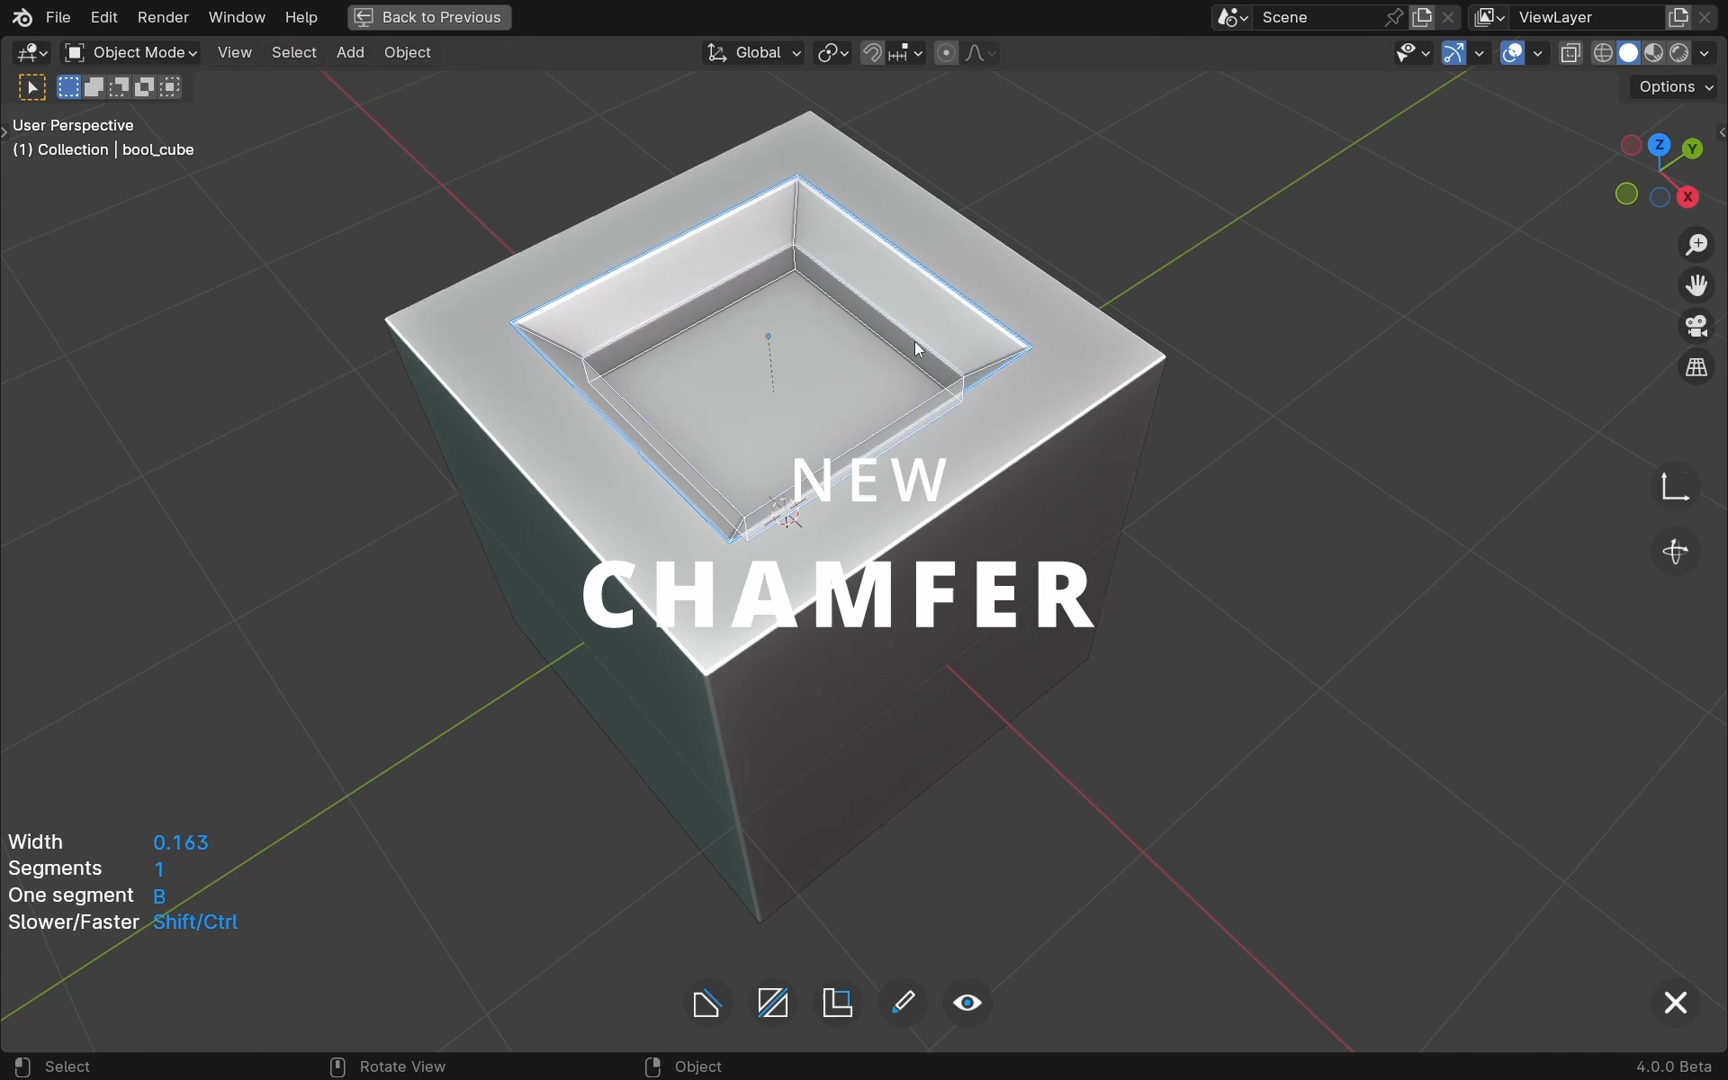 File Edit Render Window Help Back to Previous Scene ViewLayer
Object Mode View Select Add Object Global
Options
User Perspective
(1) Collection | bool_cube
Z Y X
NEW
CHAMFER
Width 0.163
Segments 1
One segment B
Slower/Faster Shift/Ctrl
Select Rotate View Object 4.0.0 Beta